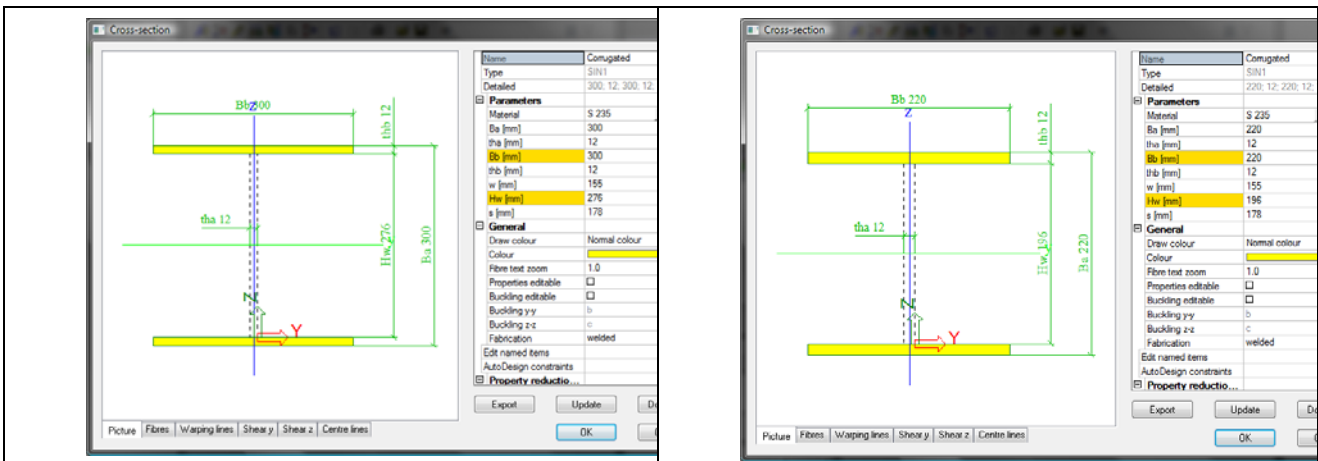 Cross-section
Bb 300
Z
thb 12
tha 12
Hw 276
Ba 300
Z
Y
Name Corrugated
Type SIN1
Detailed 300; 12; 300; 12;
Parameters
Material S 235
Ba [mm] 300
tha [mm] 12
Bb [mm] 300
thb [mm] 12
w [mm] 155
Hw [mm] 276
s [mm] 178
General
Draw colour Normal colour
Colour
Fibre text zoom 1.0
Properties editable
Buckling editable
Buckling y-y b
Buckling z-z c
Fabrication welded
Edit named items
AutoDesign constraints
Property reductio...
Export Update
OK
Picture Fibres Warping lines Shear y Shear z Centre lines
Cross-section
Bb 220
Z
thb 12
tha 12
Hw 196
Ba 220
Z
Y
Name Corrugated
Type SIN1
Detailed 220; 12; 220; 12;
Parameters
Material S 235
Ba [mm] 220
tha [mm] 12
Bb [mm] 220
thb [mm] 12
w [mm] 155
Hw [mm] 196
s [mm] 178
General
Draw colour Normal colour
Colour
Fibre text zoom 1.0
Properties editable
Buckling editable
Buckling y-y b
Buckling z-z c
Fabrication welded
Edit named items
AutoDesign constraints
Property reductio...
Export Update
OK
Picture Fibres Warping lines Shear y Shear z Centre lines